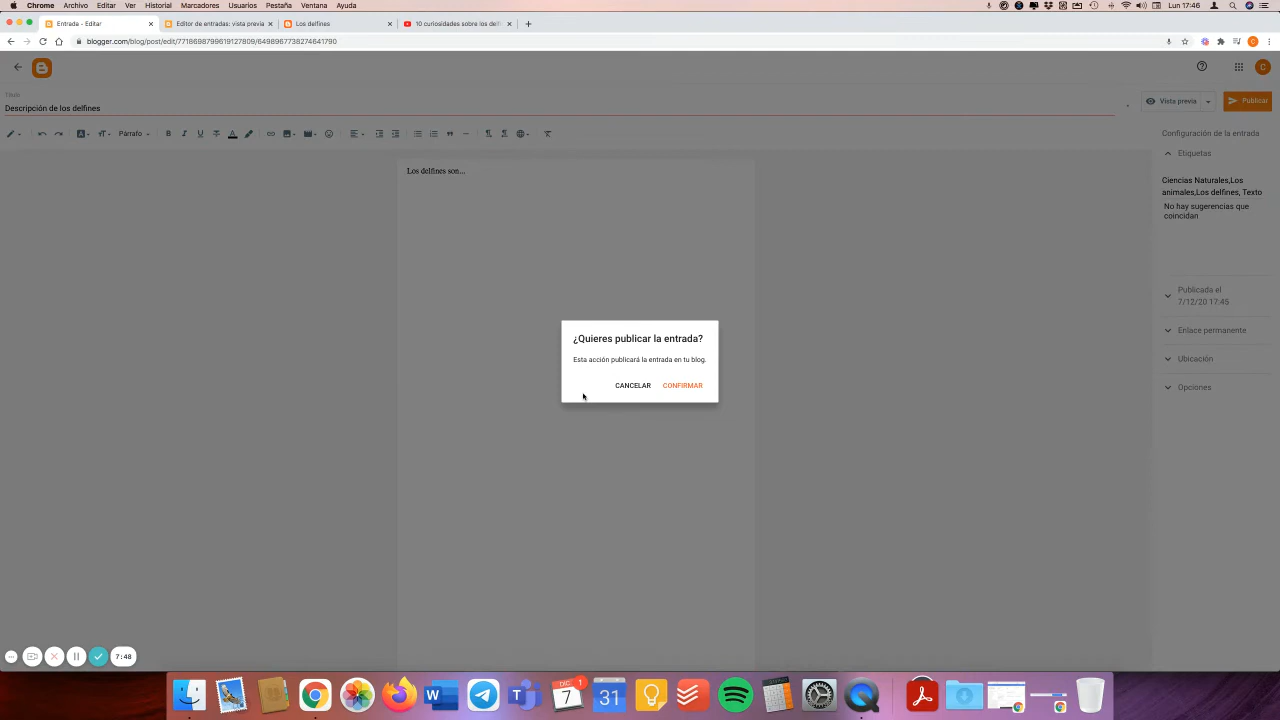 Chrome Archivo Editar Ver Historial Marcadores Usuarios Pestaña Ventana Ayuda Lun 17:46
Entrada - Editar Editor de entradas: vista previa Los delfines 10 curiosidades sobre los delf
blogger.com/blog/post/edit/7718698799619127809/6498967738274641790 C
C
Título
Descripción de los delfines
Vista previa Publicar
Párrafo
Configuración de la entrada
Etiquetas
Los delfines son...
Ciencias Naturales,Los
animales,Los delfines, Texto
No hay sugerencias que
coincidan
Publicada el
7/12/20 17:45
Enlace permanente
Ubicación
Opciones
¿Quieres publicar la entrada?
Esta acción publicará la entrada en tu blog.
CANCELAR CONFIRMAR
7:48
DIC 1
7 31